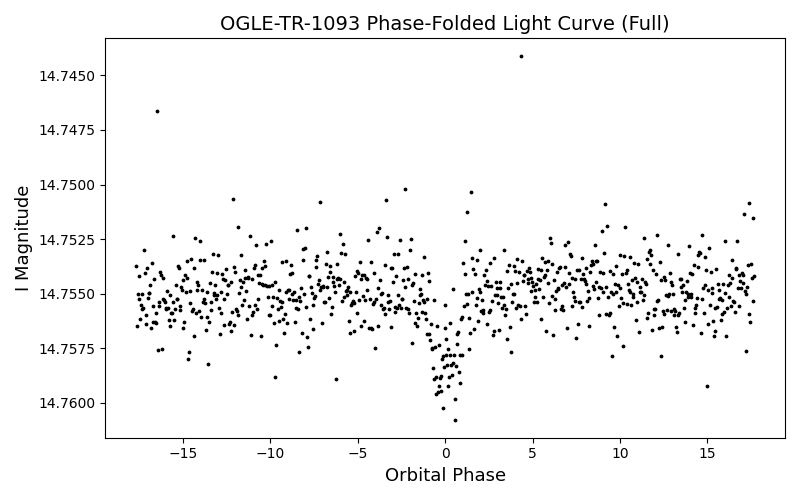 OGLE-TR-1093 Phase-Folded Light Curve (Full)
I Magnitude
14.7450
14.7475
14.7500
14.7525
14.7550
14.7575
14.7600
−15 −10 −5 0 5 10 15
Orbital Phase